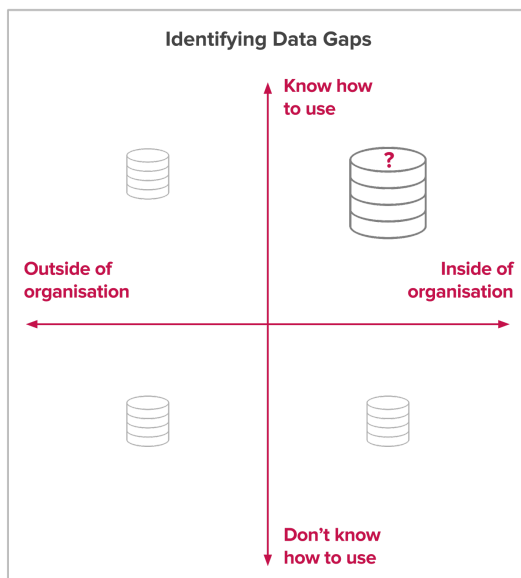 Identifying Data Gaps
Know how
to use
?
Outside of
organisation
Inside of
organisation
Don’t know
how to use